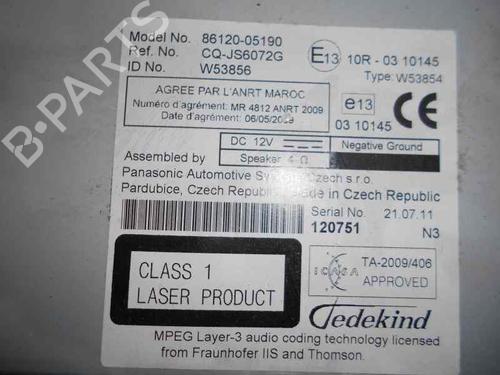 Model No. 86120-05190
Ref. No. CQ-JS6072G
ID No. W53856
E13 10R - 03 10145
Type: W53854
AGREE PAR L'ANRT MAROC
Numéro d'agrément: MR 4812 ANRT 2009
Date d'agrément: 06/05/2009
e13
CE
03 10145
DC 12V Negative Ground
Speaker 4 Ω
Assembled by
Panasonic Automotive Systems Czech s.r.o.
Pardubice, Czech Republic Made in Czech Republic
Serial No. 21.07.11
120751 N3
CLASS 1
LASER PRODUCT
ICASA
TA-2009/406
APPROVED
Tedekind
MPEG Layer-3 audio coding technology licensed
from Fraunhofer IIS and Thomson.
B-PARTS